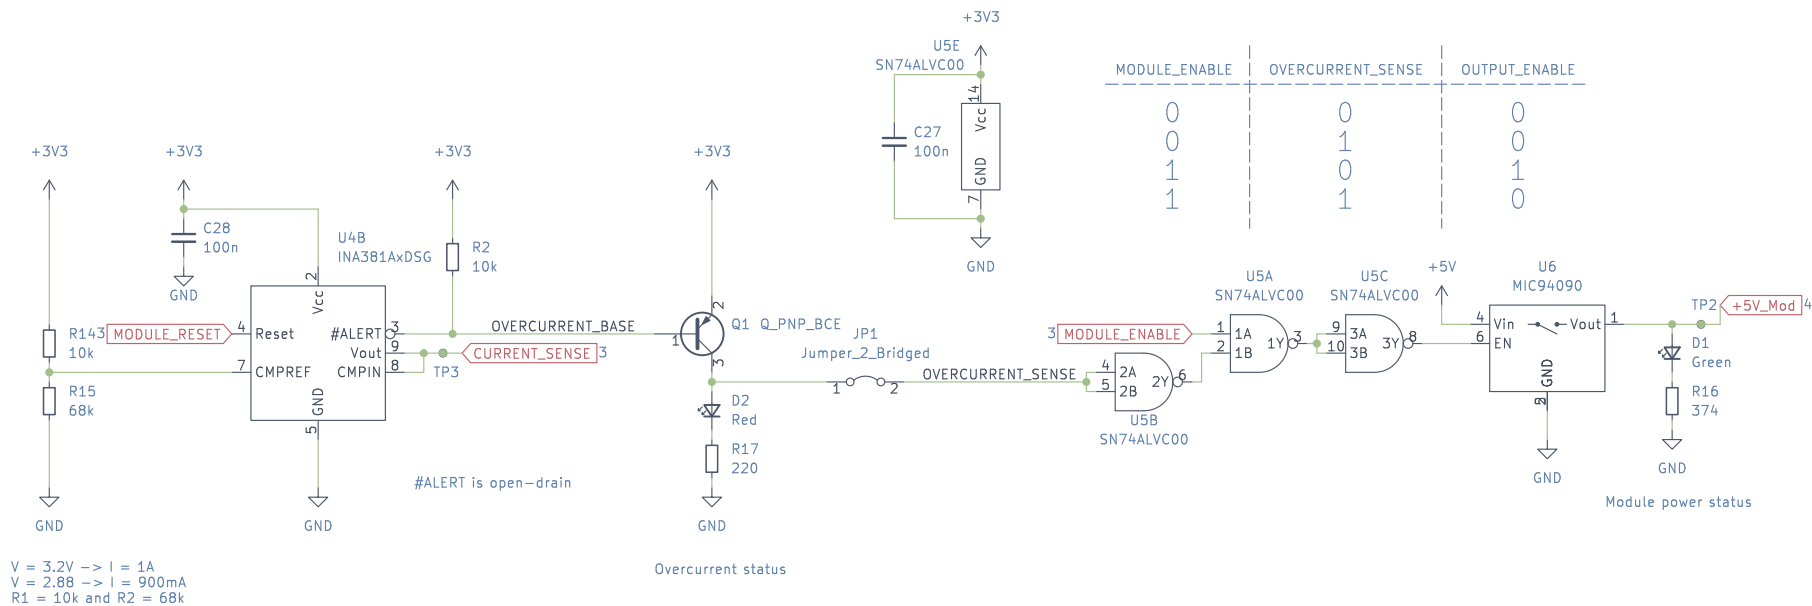 +3V3
U5E
SN74ALVC00
14
Vcc
GND
7
C27
100n
GND
MODULE_ENABLE OVERCURRENT_SENSE OUTPUT_ENABLE
0 0 0
0 1 0
1 0 1
1 1 0
+3V3
R14
10k
R15
68k
GND
3 MODULE_RESET
+3V3
C28
100n
GND
U4B
INA381AxDSG
2
Vcc
4 Reset
7 CMPREF
#ALERT 3
Vout 9
CMPIN 8
GND
5
GND
+3V3
R2
10k
OVERCURRENT_BASE
CURRENT_SENSE 3
TP3
#ALERT is open-drain
+3V3
2
1
3
Q1 Q_PNP_BCE
D2
Red
R17
220
GND
Overcurrent status
JP1
Jumper_2_Bridged
1 2
OVERCURRENT_SENSE
3 MODULE_ENABLE
U5A
SN74ALVC00
1 1A
2 1B
1Y 3
4 2A
5 2B
2Y 6
U5B
SN74ALVC00
U5C
SN74ALVC00
9 3A
10 3B
3Y 8
+5V
U6
MIC94090
4 Vin
6 EN
Vout 1
GND
GND
TP2
+5V_Mod 4
D1
Green
R16
374
GND
Module power status
V = 3.2V -> I = 1A
V = 2.88 -> I = 900mA
R1 = 10k and R2 = 68k